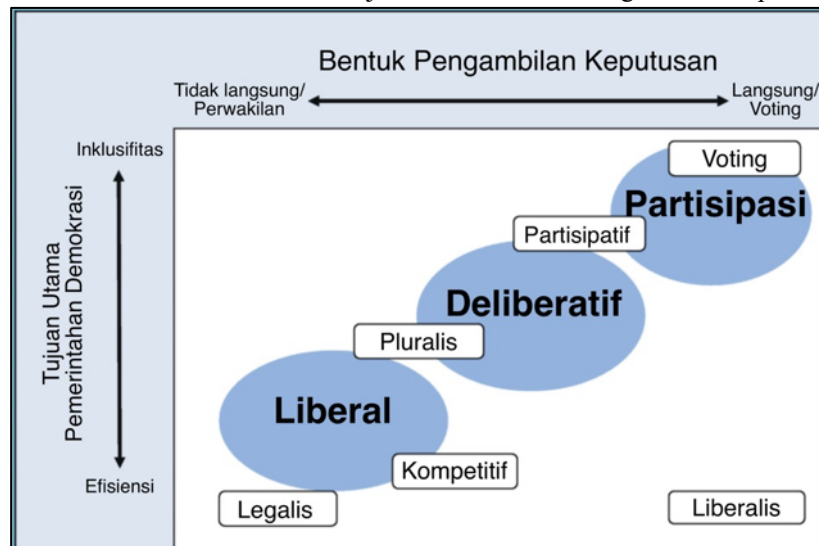 Bentuk Pengambilan Keputusan
Tidak langsung/
Perwakilan
Langsung/
Voting
Inklusifitas
Tujuan Utama
Pemerintahan Demokrasi
Efisiensi
Voting
Partisipasi
Partisipatif
Deliberatif
Pluralis
Liberal
Kompetitif
Legalis
Liberalis